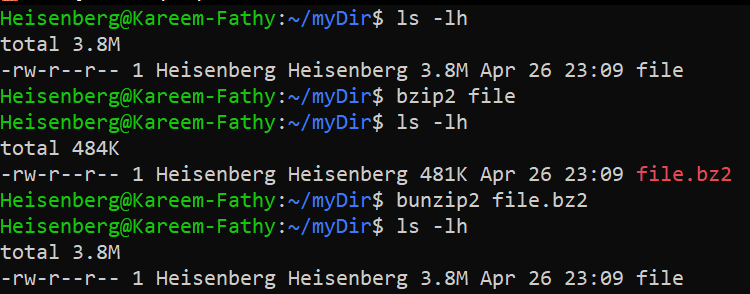 Heisenberg@Kareem-Fathy:~/myDir$ ls -lh
total 3.8M
-rw-r--r-- 1 Heisenberg Heisenberg 3.8M Apr 26 23:09 file
Heisenberg@Kareem-Fathy:~/myDir$ bzip2 file
Heisenberg@Kareem-Fathy:~/myDir$ ls -lh
total 484K
-rw-r--r-- 1 Heisenberg Heisenberg 481K Apr 26 23:09 file.bz2
Heisenberg@Kareem-Fathy:~/myDir$ bunzip2 file.bz2
Heisenberg@Kareem-Fathy:~/myDir$ ls -lh
total 3.8M
-rw-r--r-- 1 Heisenberg Heisenberg 3.8M Apr 26 23:09 file